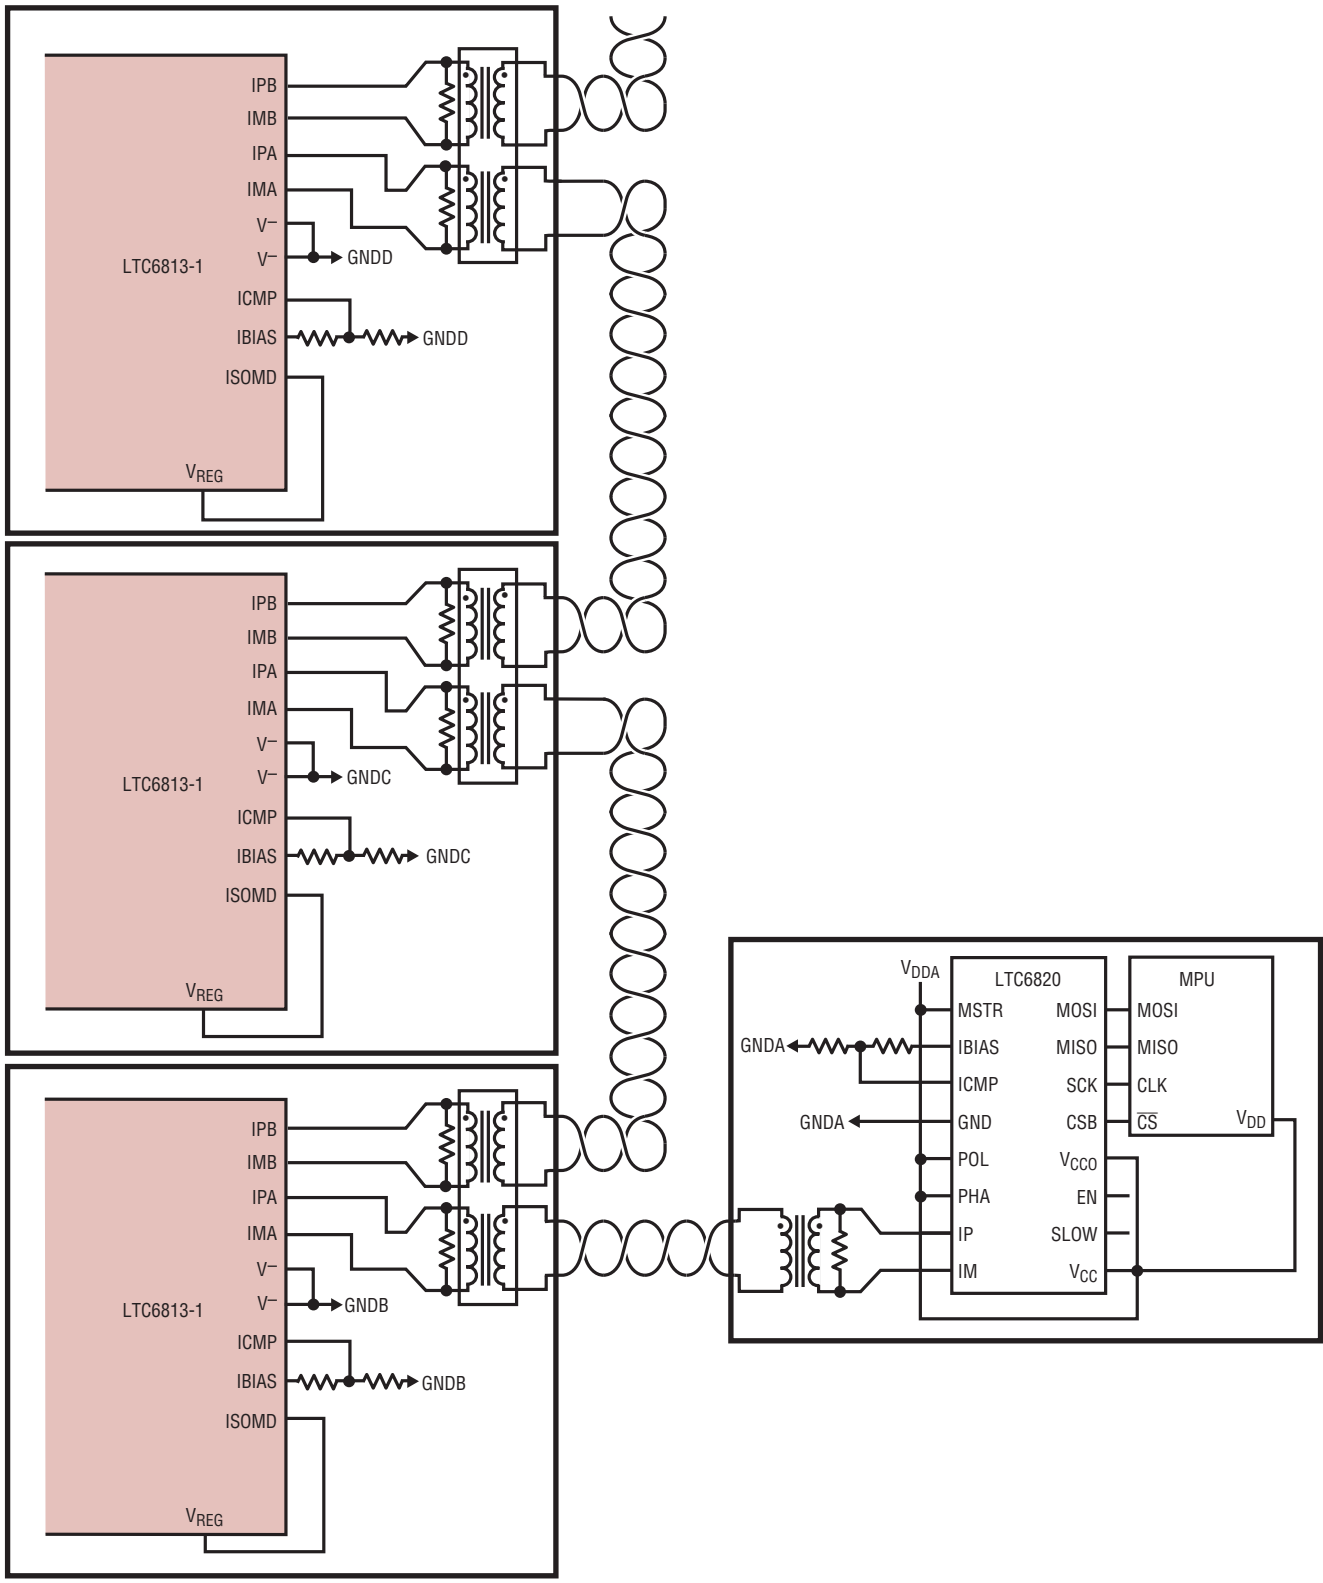 IPB
IMB
IPA
IMA
V–
V–
GNDD
LTC6813-1
ICMP
IBIAS
GNDD
ISOMD
VREG
IPB
IMB
IPA
IMA
V–
V–
GNDC
LTC6813-1
ICMP
IBIAS
GNDC
ISOMD
VREG
IPB
IMB
IPA
IMA
V–
V–
GNDB
LTC6813-1
ICMP
IBIAS
GNDB
ISOMD
VREG
VDDA
GNDA
GNDA
LTC6820
MSTR
IBIAS
ICMP
GND
POL
PHA
IP
IM
MOSI
MISO
SCK
CSB
VCCO
EN
SLOW
VCC
MPU
MOSI
MISO
CLK
C̅S̅
VDD